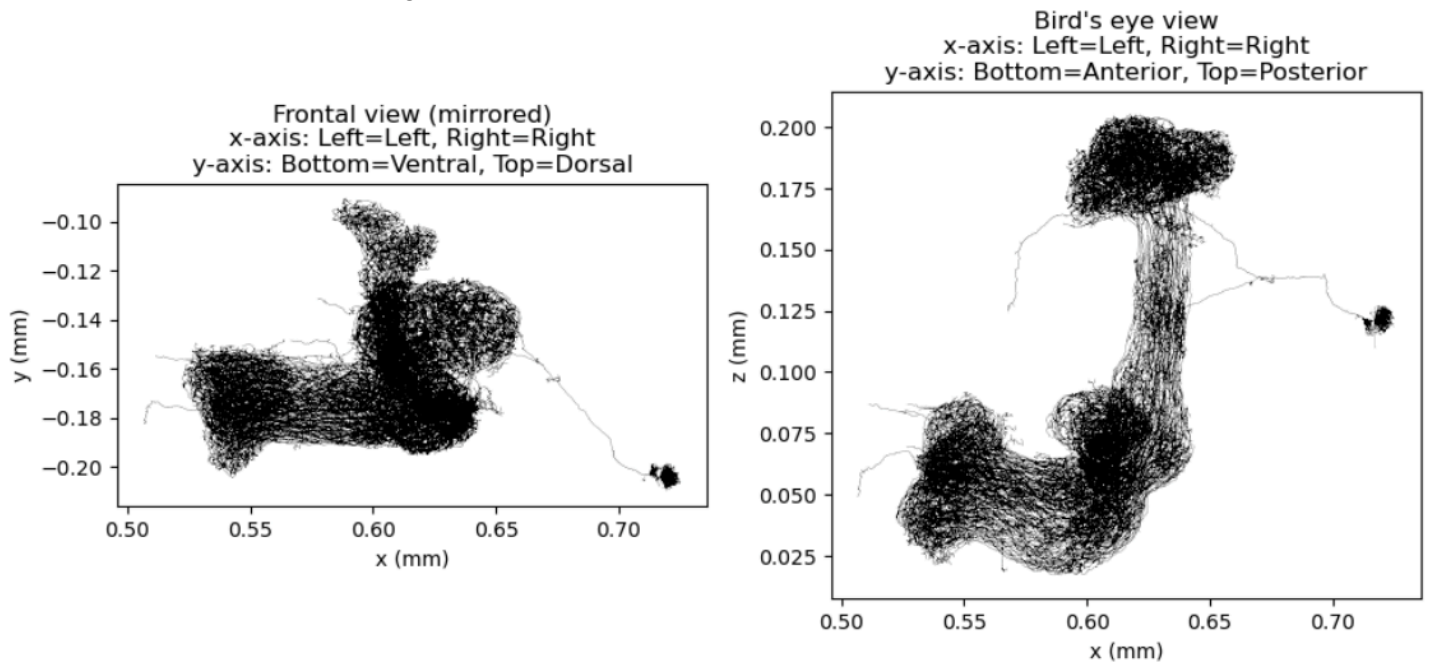 Frontal view (mirrored)
x-axis: Left=Left, Right=Right
y-axis: Bottom=Ventral, Top=Dorsal
−0.10
−0.12
−0.14
−0.16
−0.18
−0.20
y (mm)
0.50 0.55 0.60 0.65 0.70
x (mm)
Bird's eye view
x-axis: Left=Left, Right=Right
y-axis: Bottom=Anterior, Top=Posterior
0.200
0.175
0.150
0.125
0.100
0.075
0.050
0.025
z (mm)
0.50 0.55 0.60 0.65 0.70
x (mm)